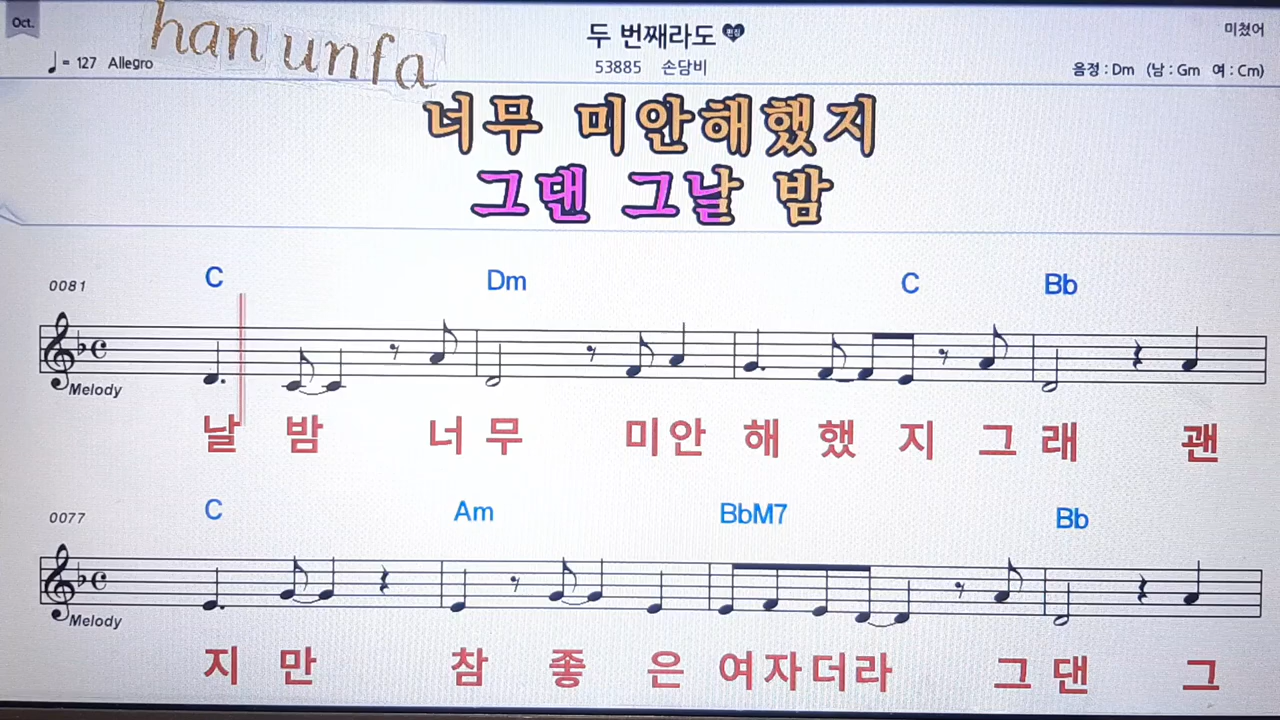 Oct.
han unfa
두 번째라도
편집
미쳤어
♩= 127 Allegro
53885 손담비
음정 : Dm (남 : Gm 여 : Cm)
너무 미안해했지
그댄 그날 밤
0081
C Dm C Bb
Melody
날 밤 너 무 미 안 해 했 지 그 래 괜
0077
C Am BbM7 Bb
Melody
지 만 참 좋 은 여 자 더 라 그 댄 그